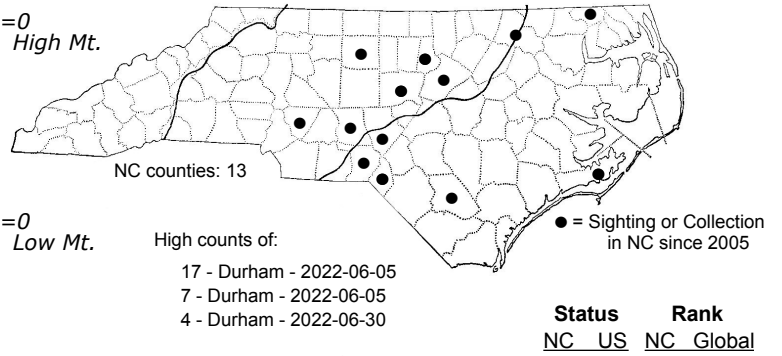 =0
High Mt.
NC counties: 13
=0
Low Mt.
High counts of:
17 - Durham - 2022-06-05
7 - Durham - 2022-06-05
4 - Durham - 2022-06-30
= Sighting or Collection
in NC since 2005
Status Rank
NC US NC Global